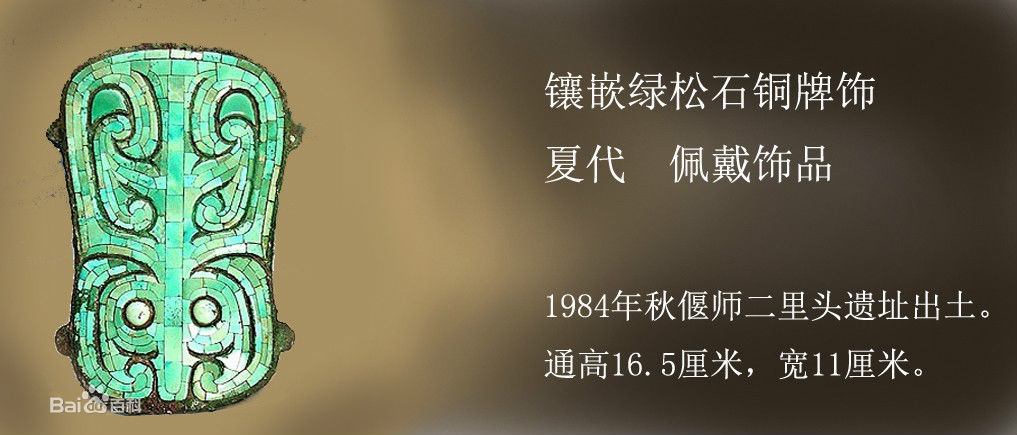 镶嵌绿松石铜牌饰
夏代　佩戴饰品
1984年秋偃师二里头遗址出土。
通高16.5厘米，宽11厘米。
Baidu百科